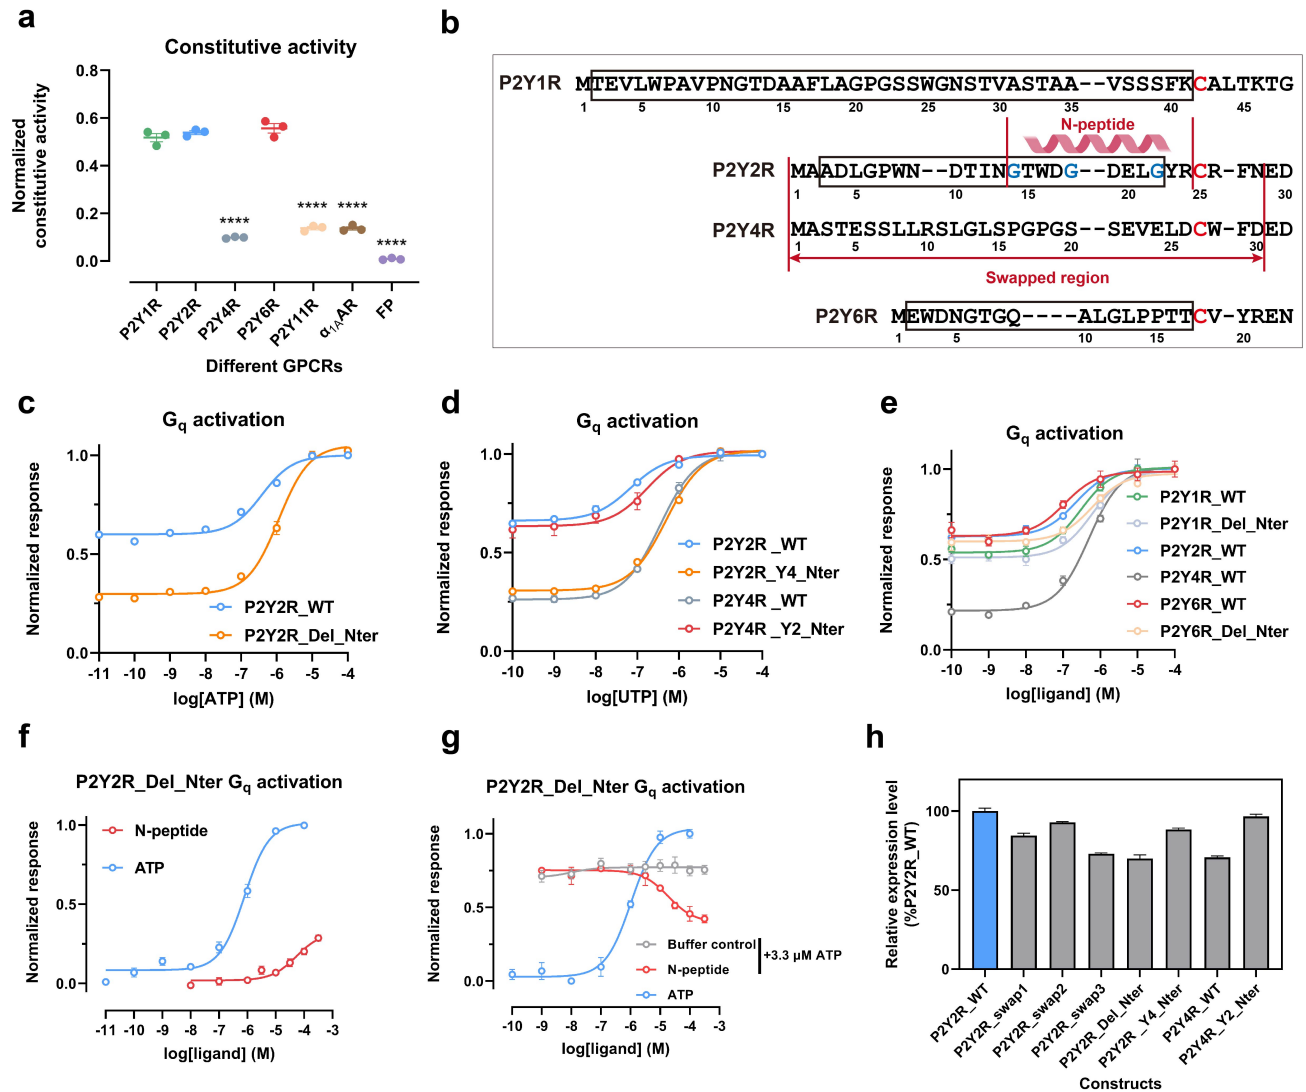 a
Constitutive activity
Normalized
constitutive activity
0.8
0.6
0.4
0.2
0.0
****
****
****
****
P2Y1R
P2Y2R
P2Y4R
P2Y6R
P2Y11R
α1AAR
FP
Different GPCRs
b
P2Y1R
MTEVLWPAVPNGTDAAFLAGPGSSWGNSTVASTAA--VSSSFKCALTKTG
1 5 10 15 20 25 30 35 40 45
N-peptide
P2Y2R
MAADLGPWN--DTINGTWDG--DELGYRCR-FNED
1 5 10 15 20 25 30
P2Y4R
MASTESSLLRSLGLSPGPGS--SEVELDCW-FDED
1 5 10 15 20 25 30
Swapped region
P2Y6R
MEWDNGTGQ----ALGLPPTTCV-YREN
1 5 10 15 20
c
Gq activation
Normalized response
1.0
0.5
0.0
P2Y2R_WT
P2Y2R_Del_Nter
-11 -10 -9 -8 -7 -6 -5 -4
log[ATP] (M)
d
Gq activation
Normalized response
1.0
0.5
0.0
P2Y2R _WT
P2Y2R_Y4_Nter
P2Y4R _WT
P2Y4R _Y2_Nter
-10 -9 -8 -7 -6 -5 -4
log[UTP] (M)
e
Gq activation
Normalized response
1.0
0.5
0.0
P2Y1R_WT
P2Y1R_Del_Nter
P2Y2R_WT
P2Y4R_WT
P2Y6R_WT
P2Y6R_Del_Nter
-10 -9 -8 -7 -6 -5 -4
log[ligand] (M)
f
P2Y2R_Del_Nter Gq activation
Normalized response
1.0
0.5
0.0
N-peptide
ATP
-11 -10 -9 -8 -7 -6 -5 -4 -3
log[ligand] (M)
g
P2Y2R_Del_Nter Gq activation
Normalized response
1.0
0.5
0.0
Buffer control
N-peptide
ATP
+3.3 μM ATP
-10 -9 -8 -7 -6 -5 -4 -3
log[ligand] (M)
h
Relative expression level
(%P2Y2R_WT)
100
50
0
P2Y2R_WT
P2Y2R_swap1
P2Y2R_swap2
P2Y2R_swap3
P2Y2R_Del_Nter
P2Y2R_Y4_Nter
P2Y4R_WT
P2Y4R_Y2_Nter
Constructs